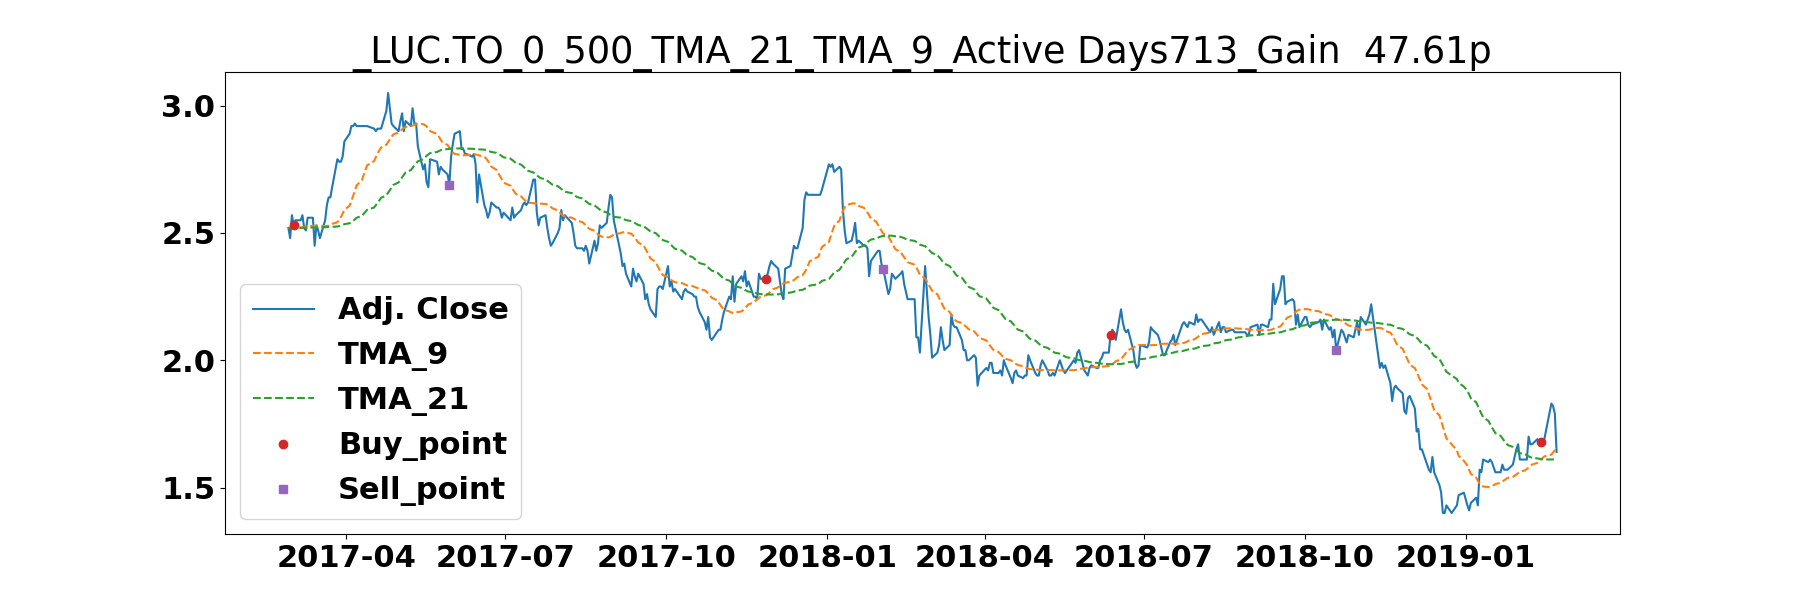 _LUC.TO_0_500_TMA_21_TMA_9_Active Days713_Gain  47.61p
3.0
2.5
2.0
1.5
Adj. Close
TMA_9
TMA_21
Buy_point
Sell_point
2017-04 2017-07 2017-10 2018-01 2018-04 2018-07 2018-10 2019-01